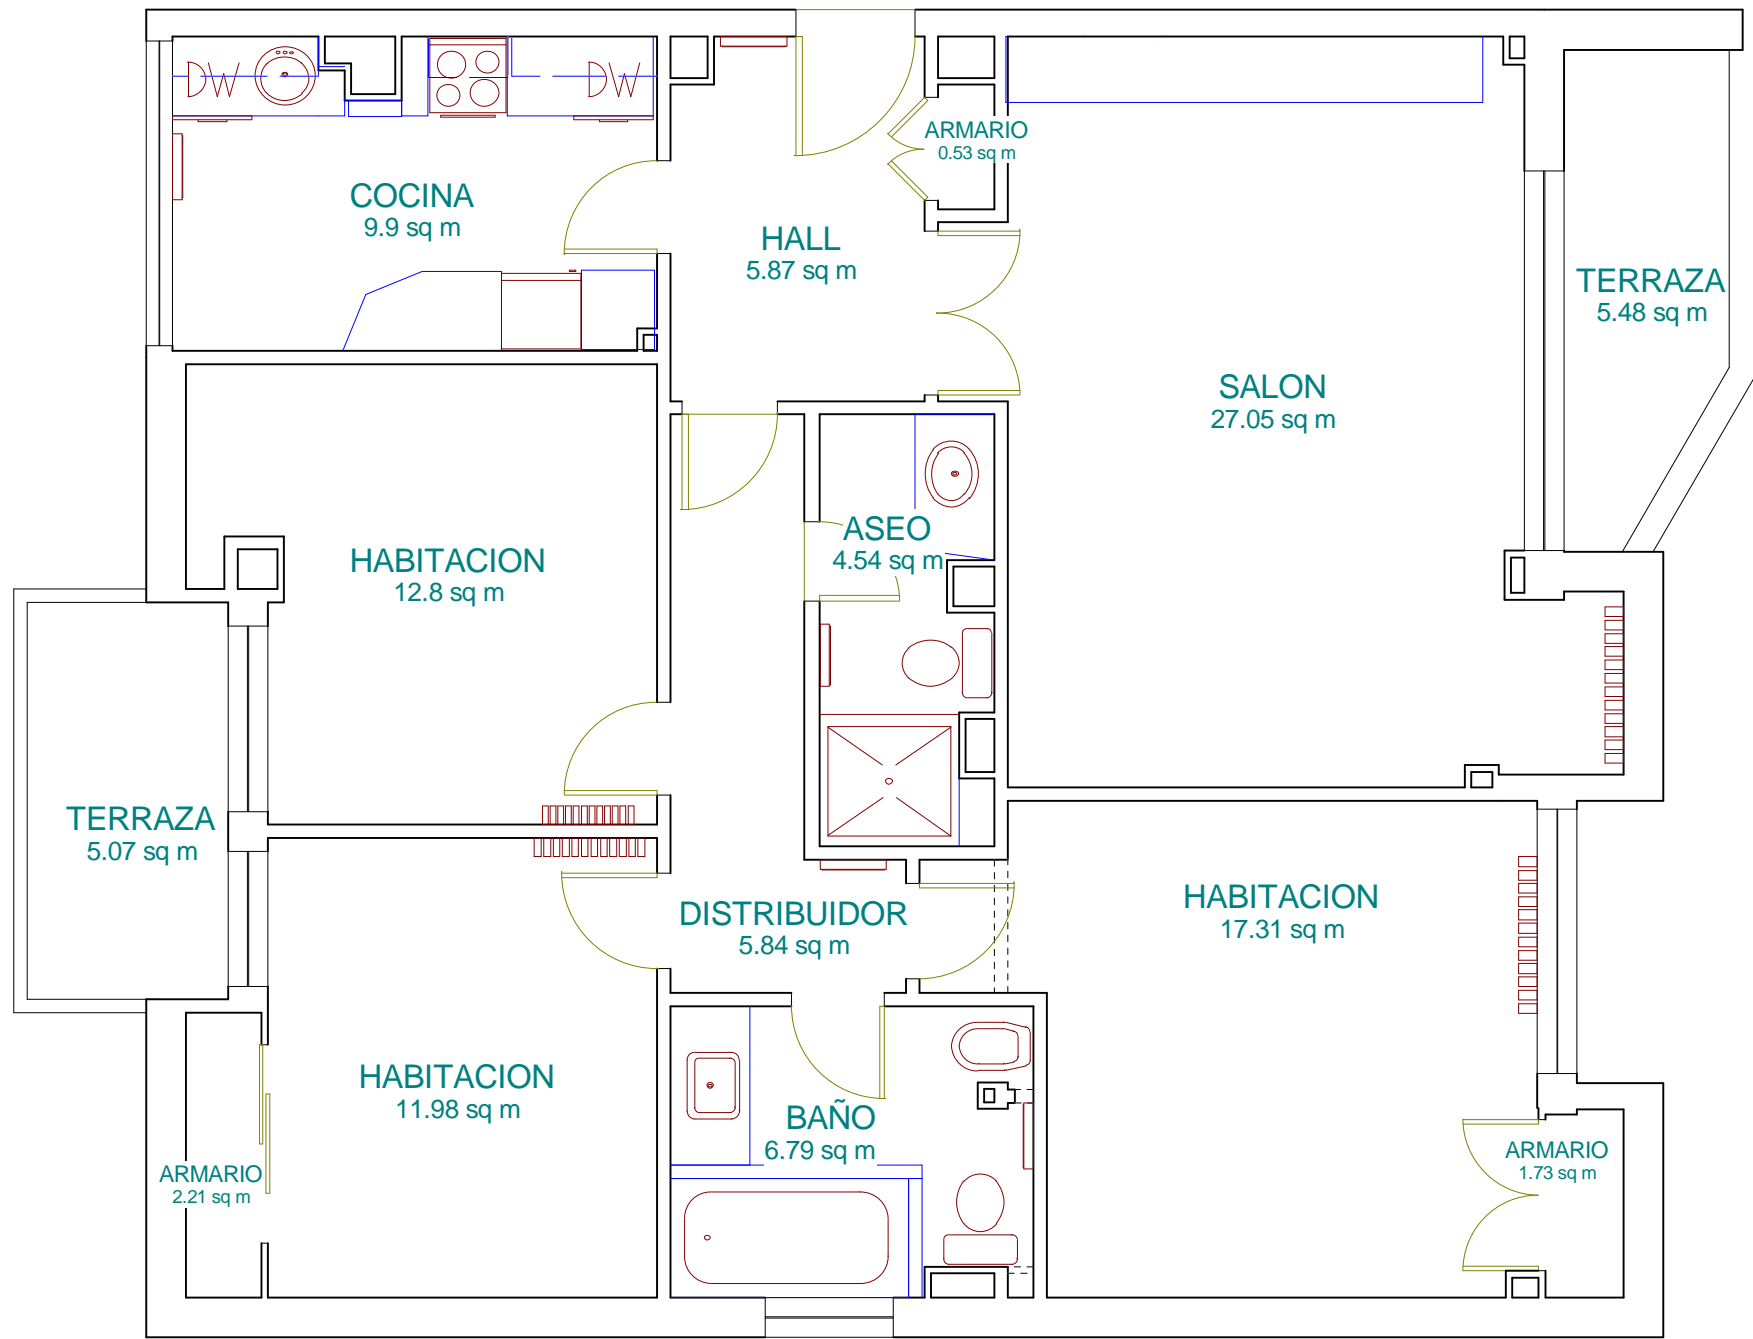 DW
DW
ARMARIO
0.53 sq m
COCINA
9.9 sq m
HALL
5.87 sq m
TERRAZA
5.48 sq m
SALON
27.05 sq m
ASEO
4.54 sq m
HABITACION
12.8 sq m
TERRAZA
5.07 sq m
DISTRIBUIDOR
5.84 sq m
HABITACION
17.31 sq m
HABITACION
11.98 sq m
BAÑO
6.79 sq m
ARMARIO
2.21 sq m
ARMARIO
1.73 sq m